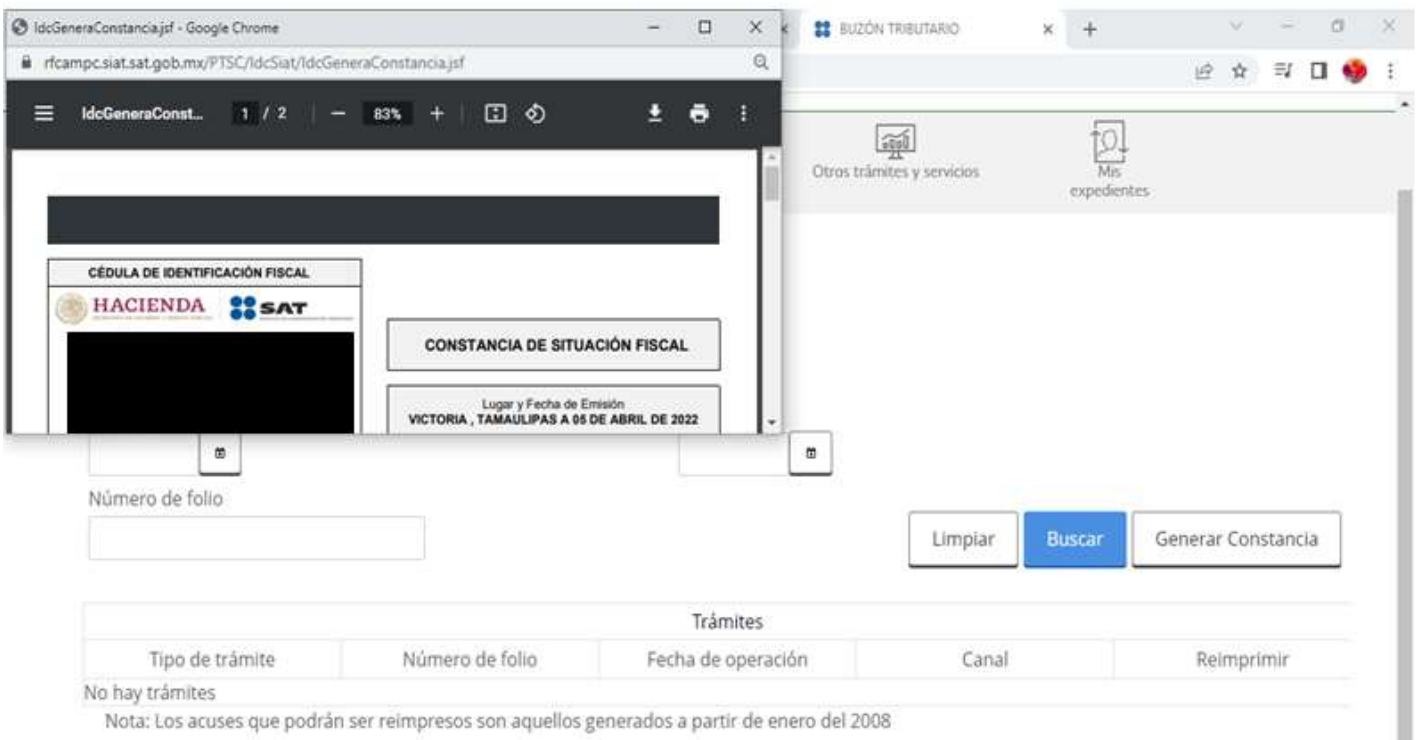 IdcGeneraConstancia.jsf - Google Chrome
BUZÓN TRIBUTARIO
rfcampc.siat.sat.gob.mx/PTSC/IdcSiat/IdcGeneraConstancia.jsf
IdcGeneraConst... 1 / 2 83%
Otros trámites y servicios
Mis
expedientes
CÉDULA DE IDENTIFICACIÓN FISCAL
HACIENDA SAT
CONSTANCIA DE SITUACIÓN FISCAL
Lugar y Fecha de Emisión
VICTORIA , TAMAULIPAS A 05 DE ABRIL DE 2022
Número de folio
Limpiar Buscar Generar Constancia
Trámites
Tipo de trámite Número de folio Fecha de operación Canal Reimprimir
No hay trámites
Nota: Los acuses que podrán ser reimpresos son aquellos generados a partir de enero del 2008